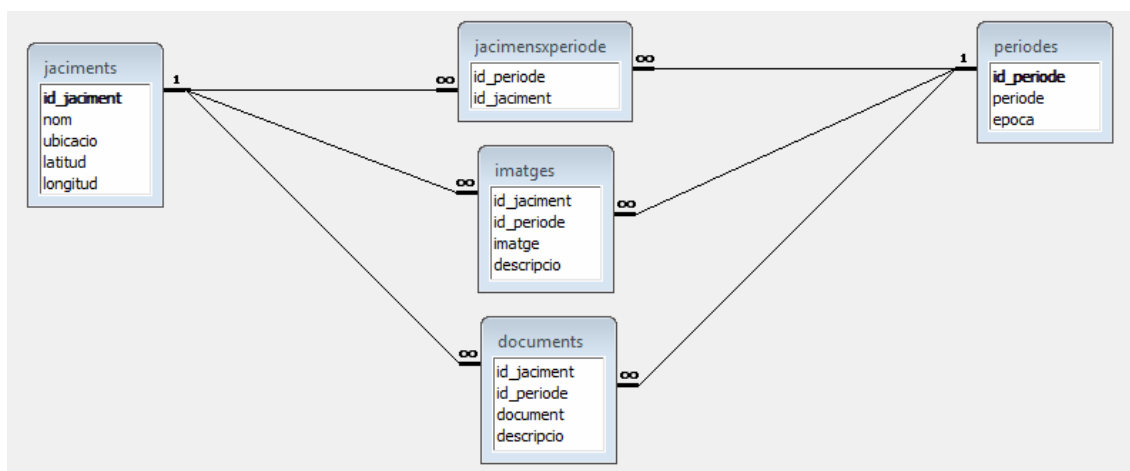 jaciments
id_jaciment
nom
ubicacio
latitud
longitud
1
∞
jacimensxperiode
id_periode
id_jaciment
∞
1
periodes
id_periode
periode
epoca
∞
imatges
id_jaciment
id_periode
imatge
descripcio
∞
∞
documents
id_jaciment
id_periode
document
descripcio
∞